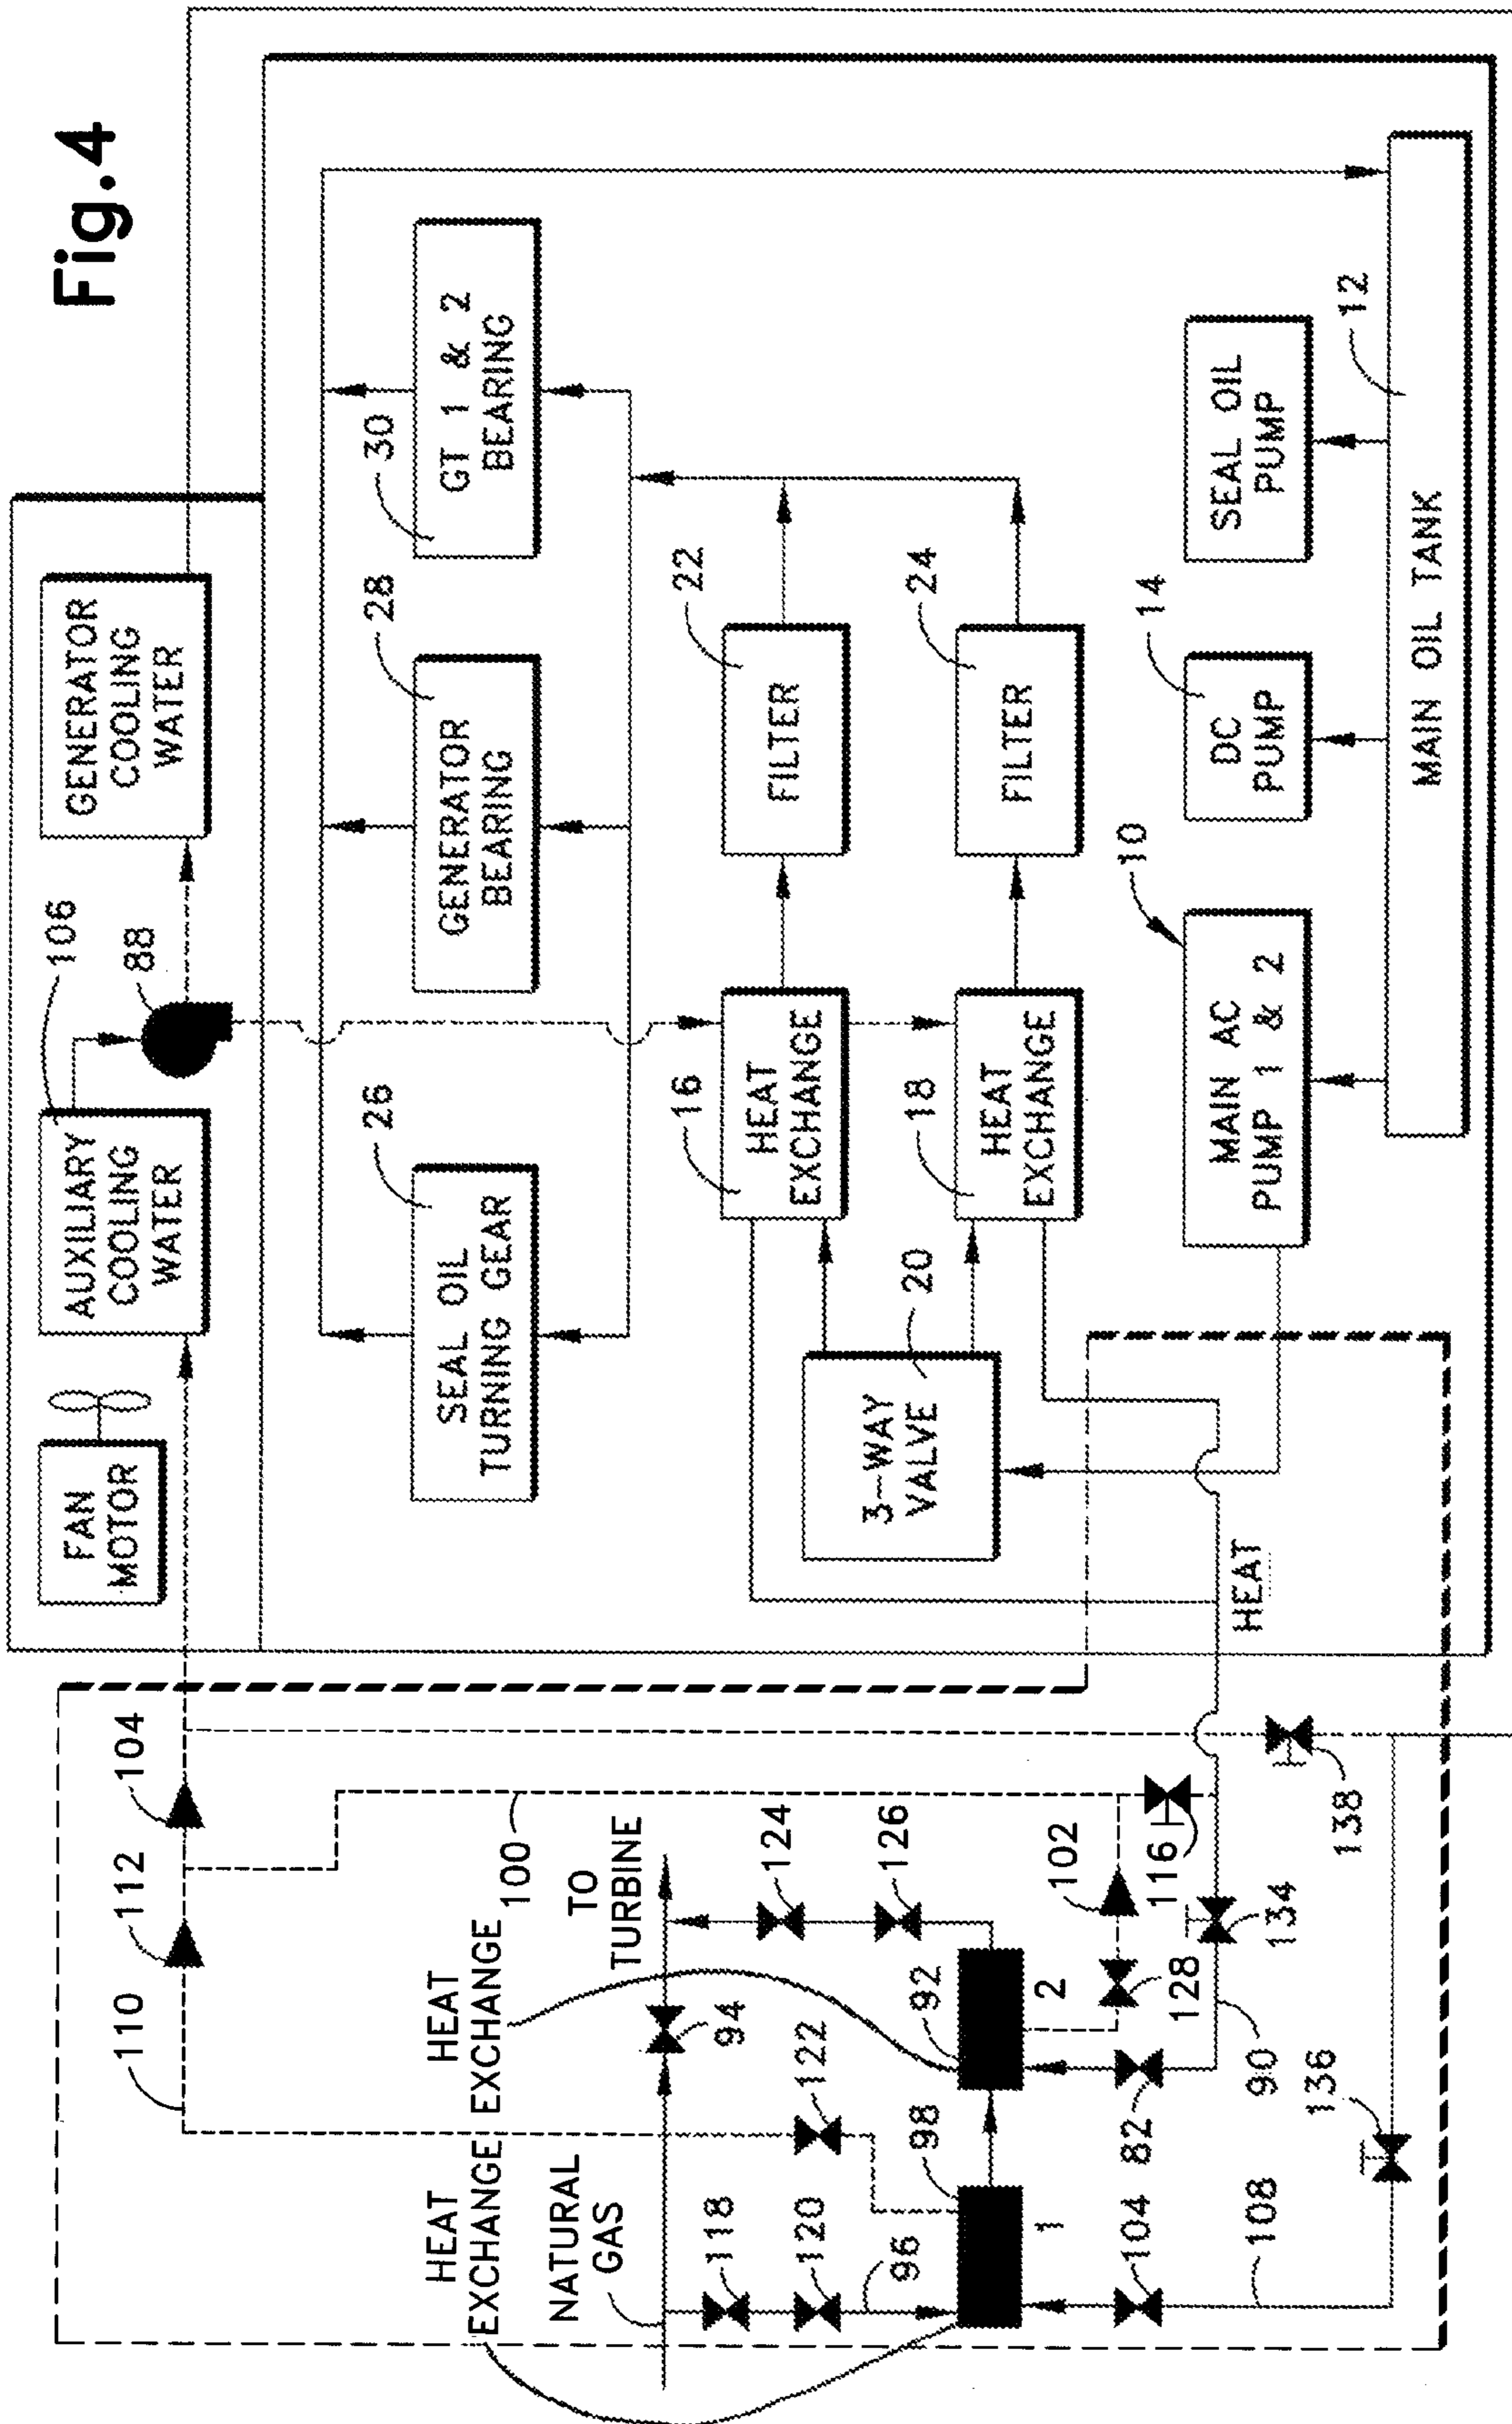 Fig.4
FAN
MOTOR
AUXILIARY
COOLING
WATER
106
88
GENERATOR
COOLING
WATER
110
112
104
26
SEAL OIL
TURNING GEAR
28
GENERATOR
BEARING
30
GT 1 & 2
BEARING
HEAT
EXCHANGE
HEAT
EXCHANGE
100
NATURAL
GAS
TO
TURBINE
94
118
120
122
124
126
96
98
92
1
2
102
128
116
104
82
90
134
108
136
138
HEAT
3-WAY
VALVE
20
16
HEAT
EXCHANGE
22
FILTER
18
HEAT
EXCHANGE
24
FILTER
10
MAIN AC
PUMP 1 & 2
14
DC
PUMP
SEAL OIL
PUMP
12
MAIN OIL TANK